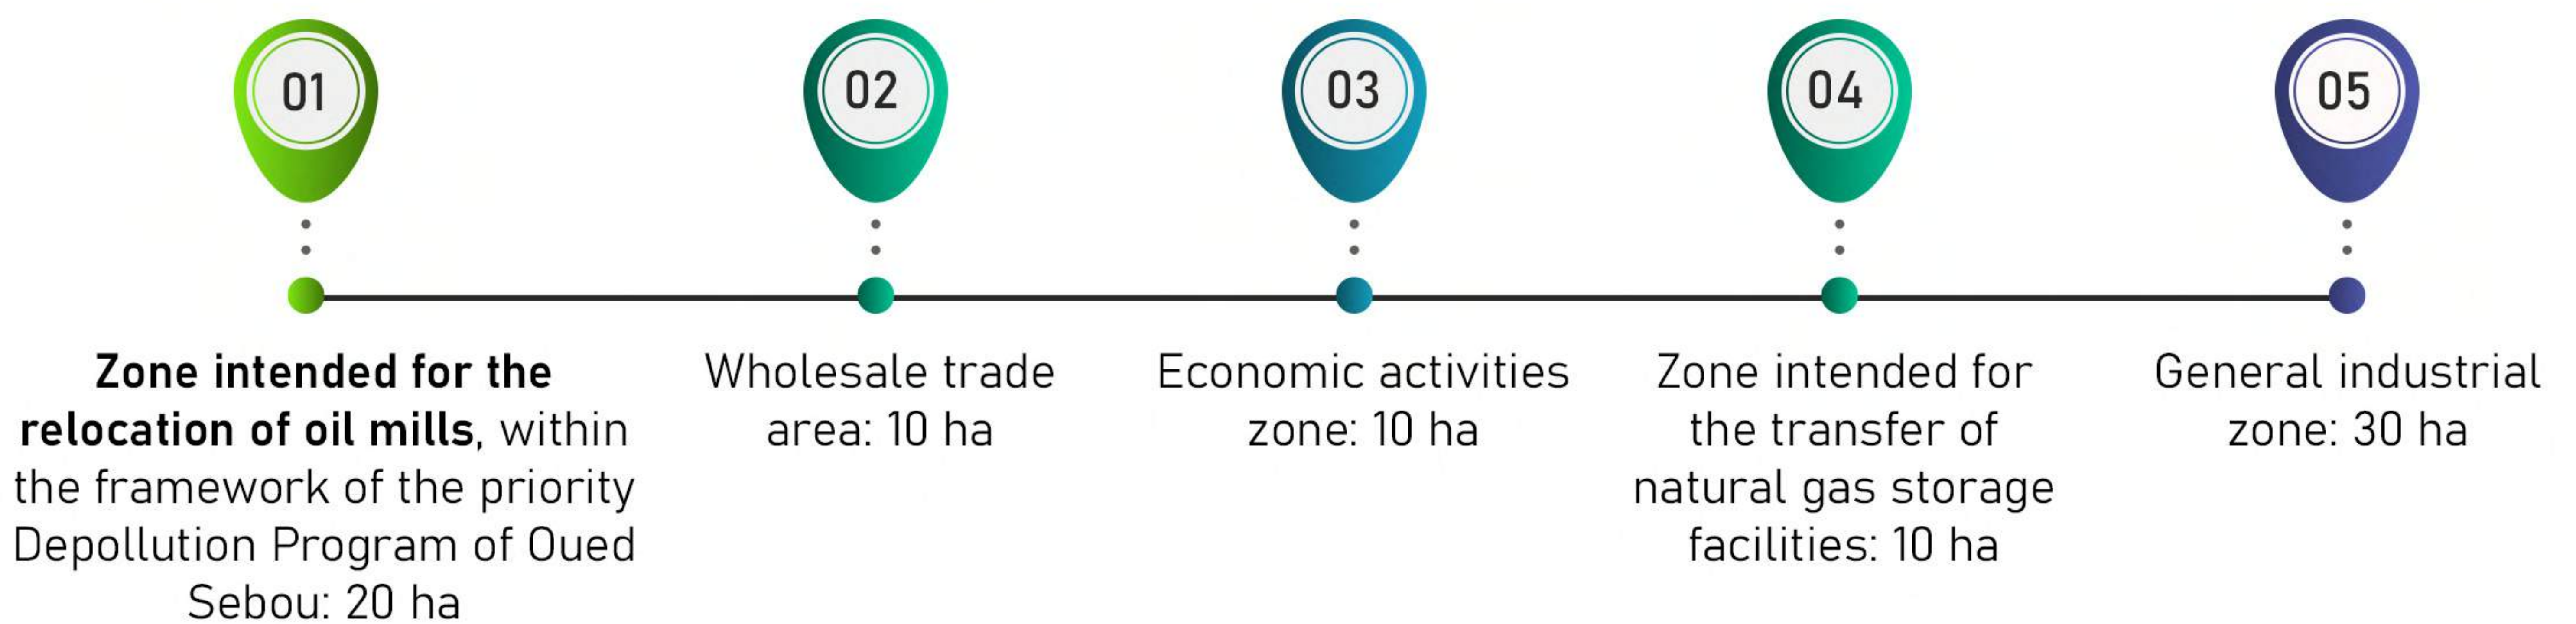 01
Zone intended for the
relocation of oil mills, within
the framework of the priority
Depollution Program of Oued
Sebou: 20 ha
02
Wholesale trade
area: 10 ha
03
Economic activities
zone: 10 ha
04
Zone intended for
the transfer of
natural gas storage
facilities: 10 ha
05
General industrial
zone: 30 ha